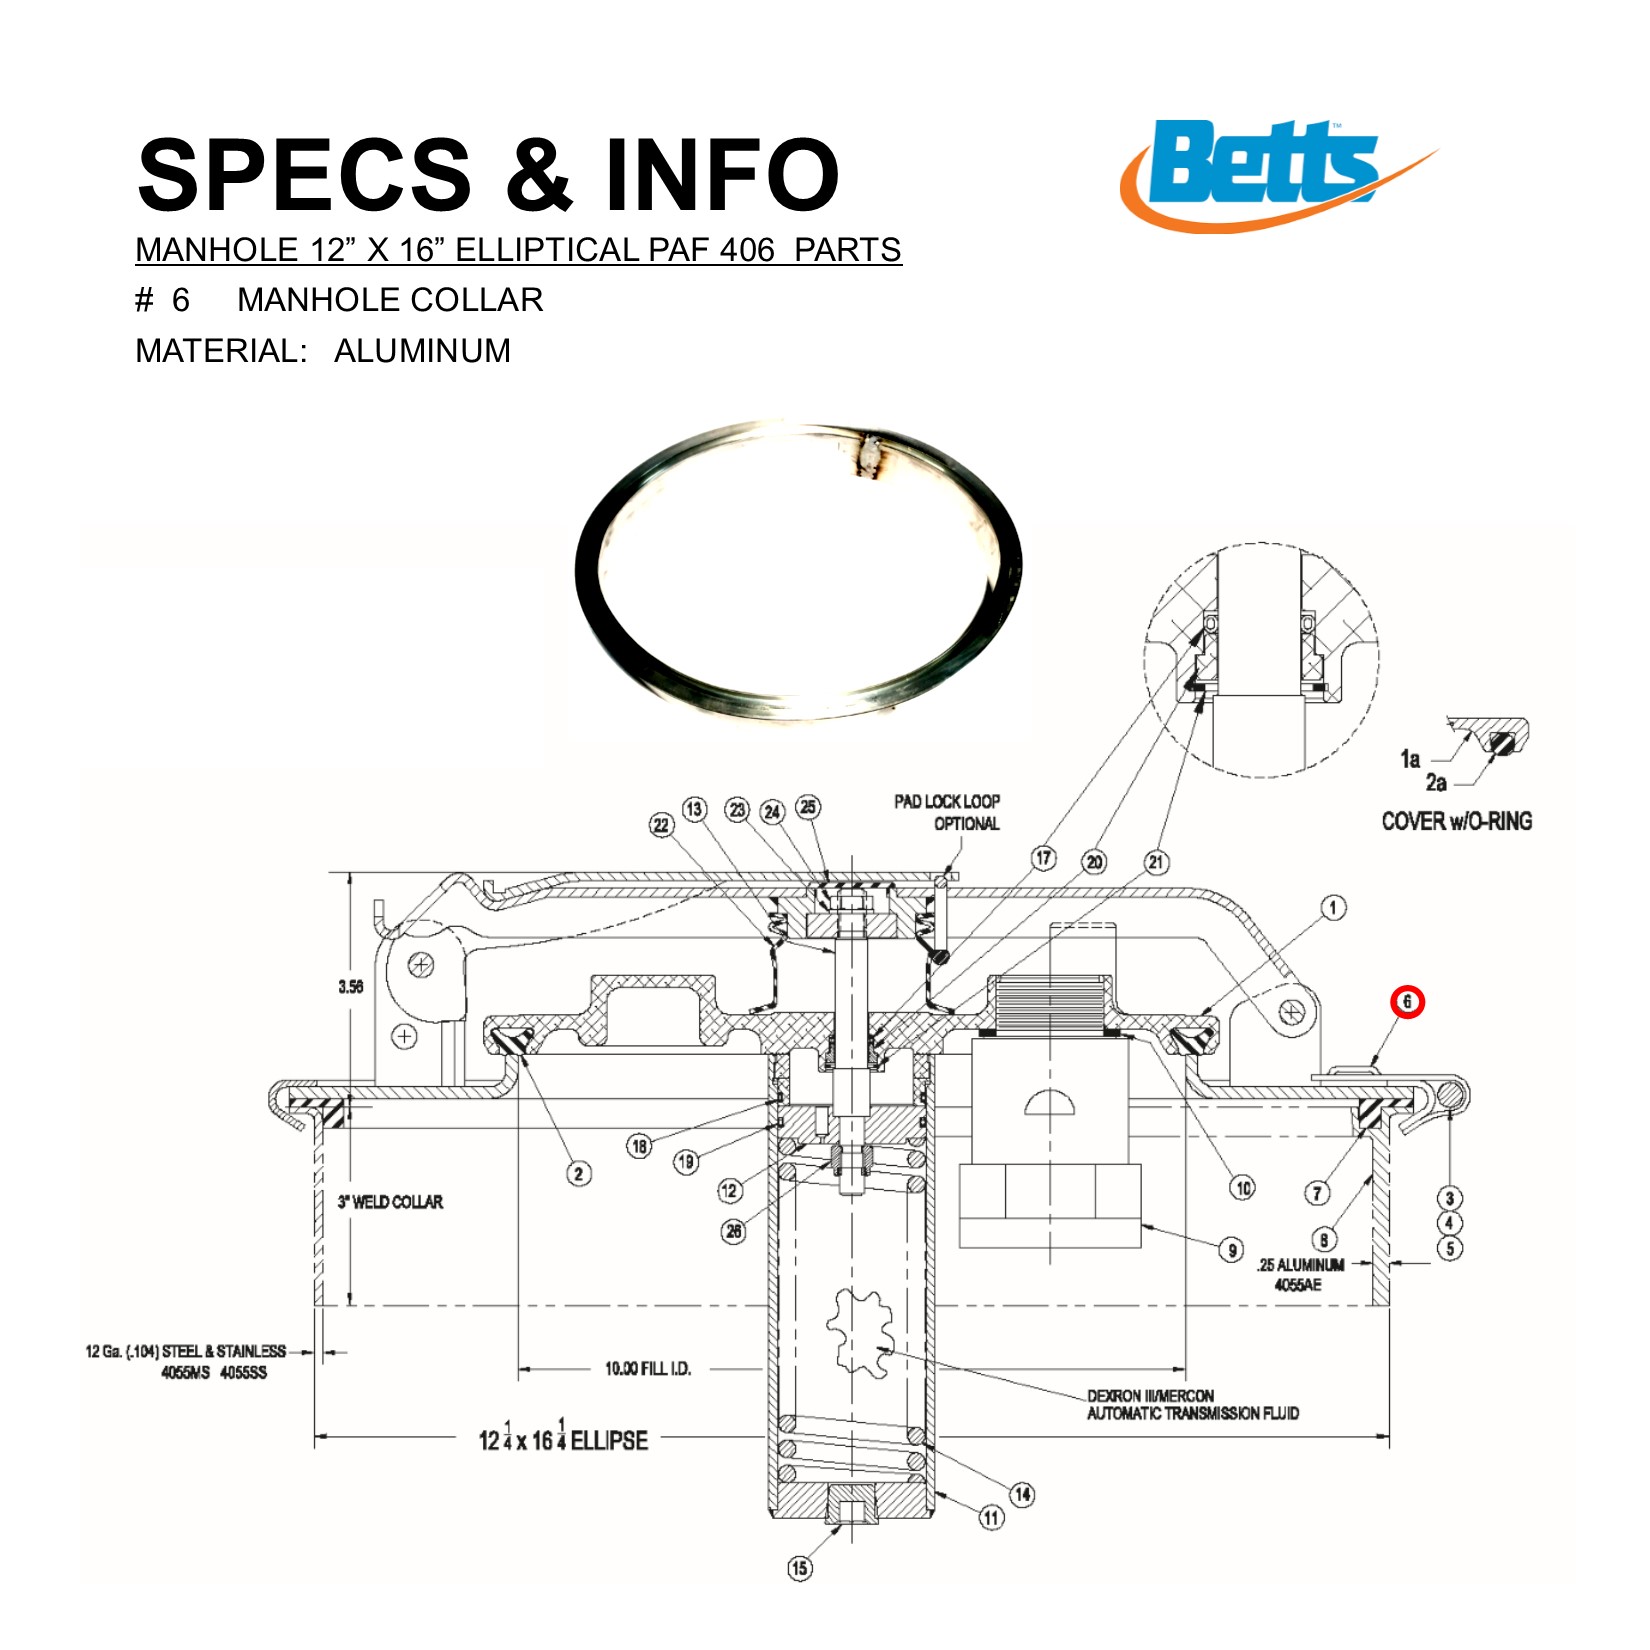 SPECS & INFO
Betts™
MANHOLE 12” X 16” ELLIPTICAL PAF 406 PARTS
# 6 MANHOLE COLLAR
MATERIAL: ALUMINUM
1a
2a
COVER w/O-RING
PAD LOCK LOOP
OPTIONAL
22
13
23
24
25
17
20
21
1
6
3.56
3" WELD COLLAR
2
18
19
12
26
10
9
7
8
3
4
5
.25 ALUMINUM
4055AE
12 Ga. (.104) STEEL & STAINLESS
4055MS 4055SS
10.00 FILL I.D.
DEXRON III/MERCON
AUTOMATIC TRANSMISSION FLUID
12 1/4 x 16 1/4 ELLIPSE
14
11
15